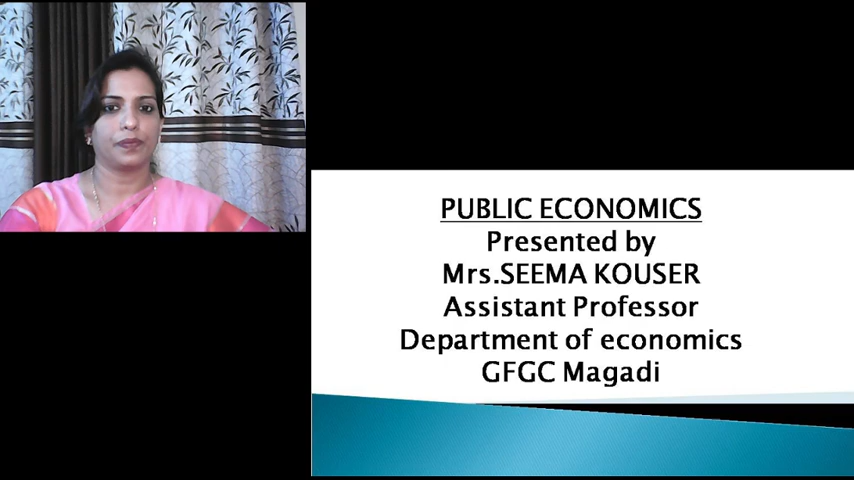 PUBLIC ECONOMICS
Presented by
Mrs.SEEMA KOUSER
Assistant Professor
Department of economics
GFGC Magadi